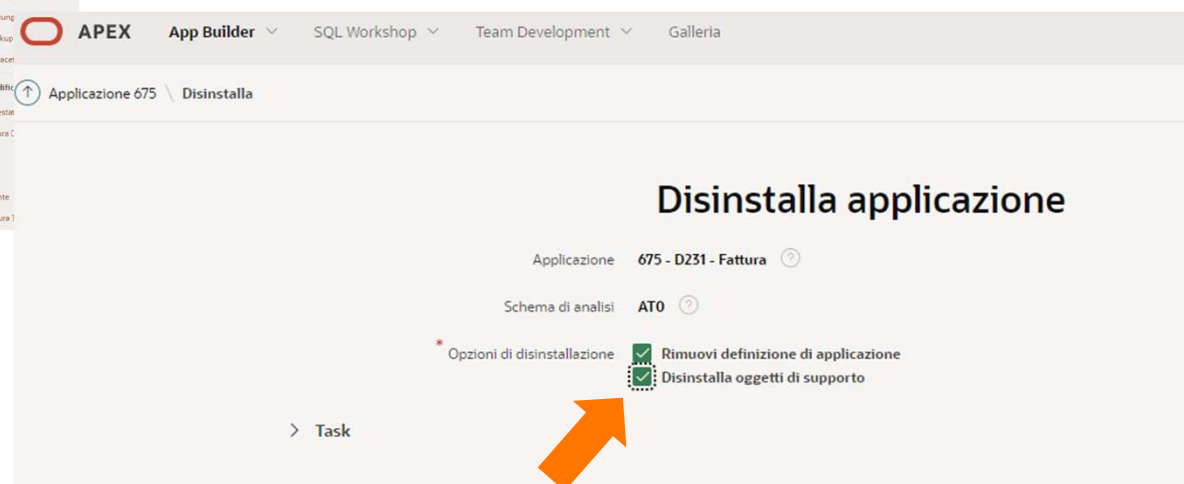 APEX App Builder SQL Workshop Team Development Galleria
Applicazione 675 \ Disinstalla
Disinstalla applicazione
Applicazione 675 - D231 - Fattura ?
Schema di analisi AT0 ?
* Opzioni di disinstallazione Rimuovi definizione di applicazione
Disinstalla oggetti di supporto
> Task